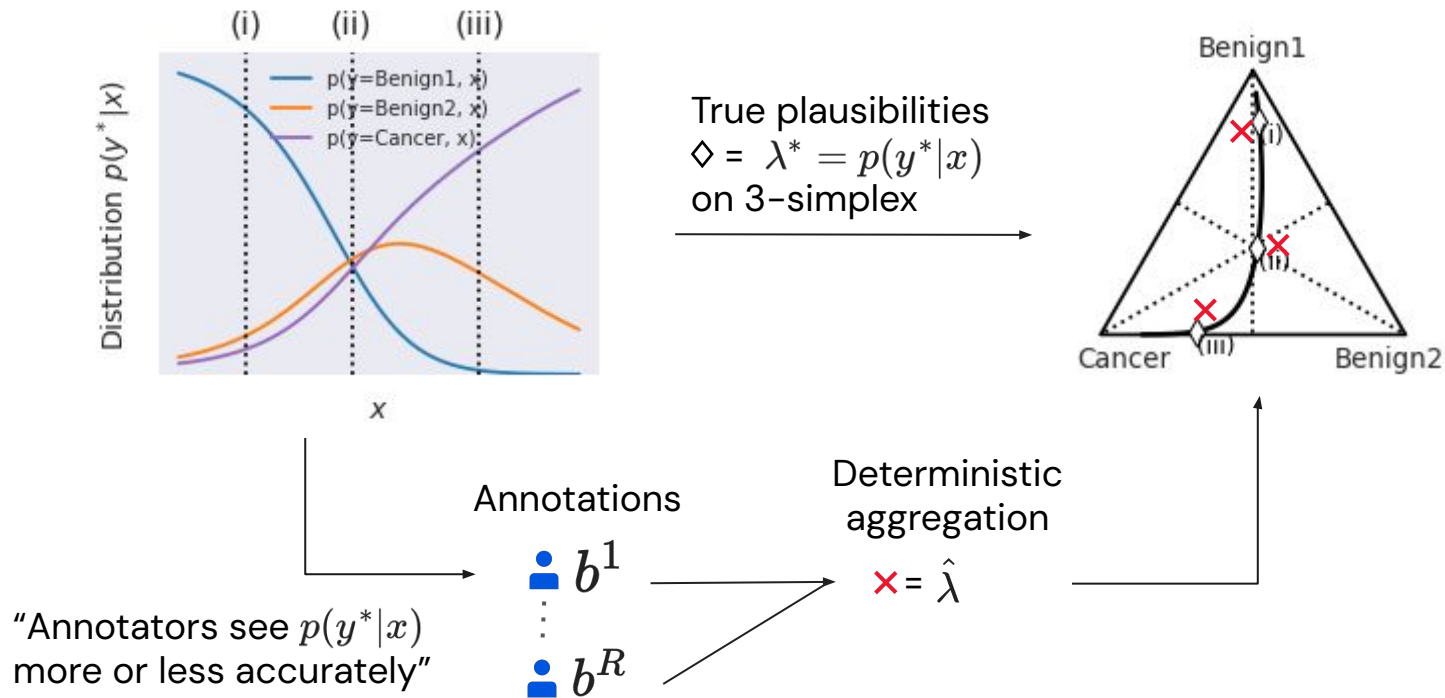 (i) (ii) (iii)
p(y=Benign1, x)
p(y=Benign2, x)
p(y=Cancer, x)
Distribution p(y*|x)
x
True plausibilities
◊ = λ* = p(y*|x)
on 3-simplex
Benign1
(i)
(ii)
(iii)
Cancer
Benign2
Annotations
b¹
⋮
b^R
Deterministic
aggregation
× = λ̂
“Annotators see p(y*|x)
more or less accurately”